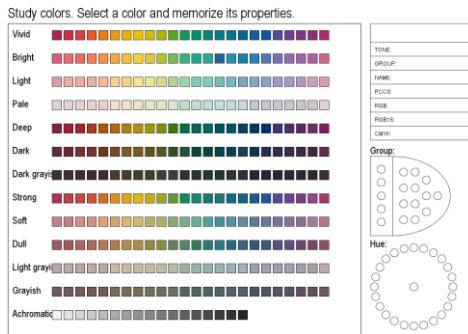 Study colors. Select a color and memorize its properties.
Vivid
Bright
Light
Pale
Deep
Dark
Dark grayis
Strong
Soft
Dull
Light grayi
Grayish
Achromatic
TONE:
GROUP:
NAME:
PCCS:
RGB:
RGB16:
CMYK:
Group:
Hue: